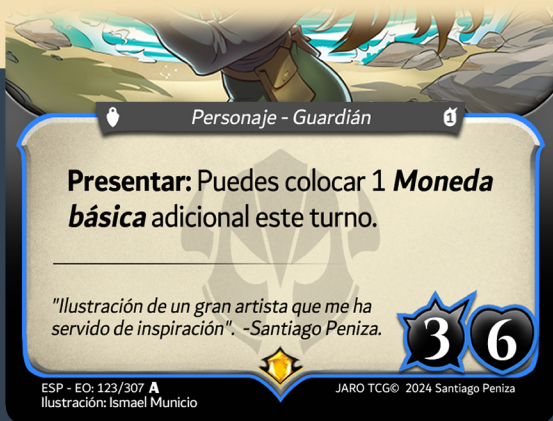 Personaje - Guardián
1
Presentar: Puedes colocar 1 Moneda
básica adicional este turno.
"Ilustración de un gran artista que me ha
servido de inspiración". -Santiago Peniza.
3 6
ESP - EO: 123/307 A
JARO TCG© 2024 Santiago Peniza
Ilustración: Ismael Municio